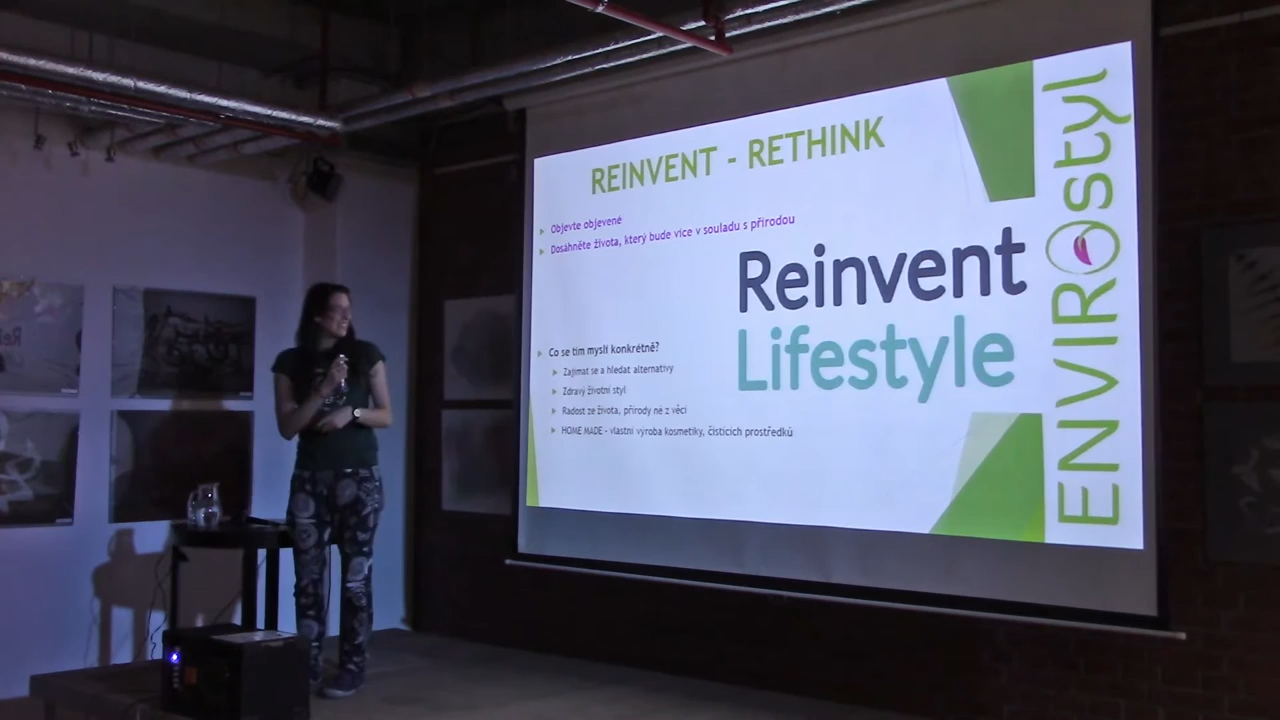 REINVENT - RETHINK
Objevte objevené
Dosáhněte života, který bude více v souladu s přírodou
Reinvent
Lifestyle
Co se tím myslí konkrétně?
Zajímat se a hledat alternativy
Zdravý životní styl
Radost ze života, přírody ne z věcí
HOME MADE - vlastní výroba kosmetiky, čisticích prostředků
ENVIROstyl